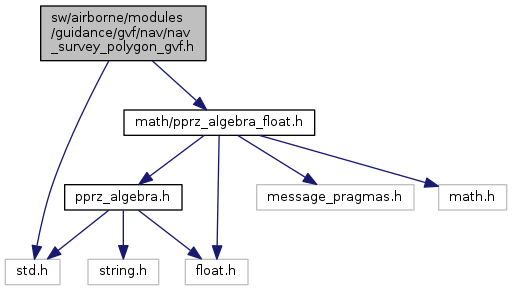 sw/airborne/modules
/guidance/gvf/nav/nav
_survey_polygon_gvf.h
math/pprz_algebra_float.h
pprz_algebra.h
message_pragmas.h
math.h
std.h
string.h
float.h